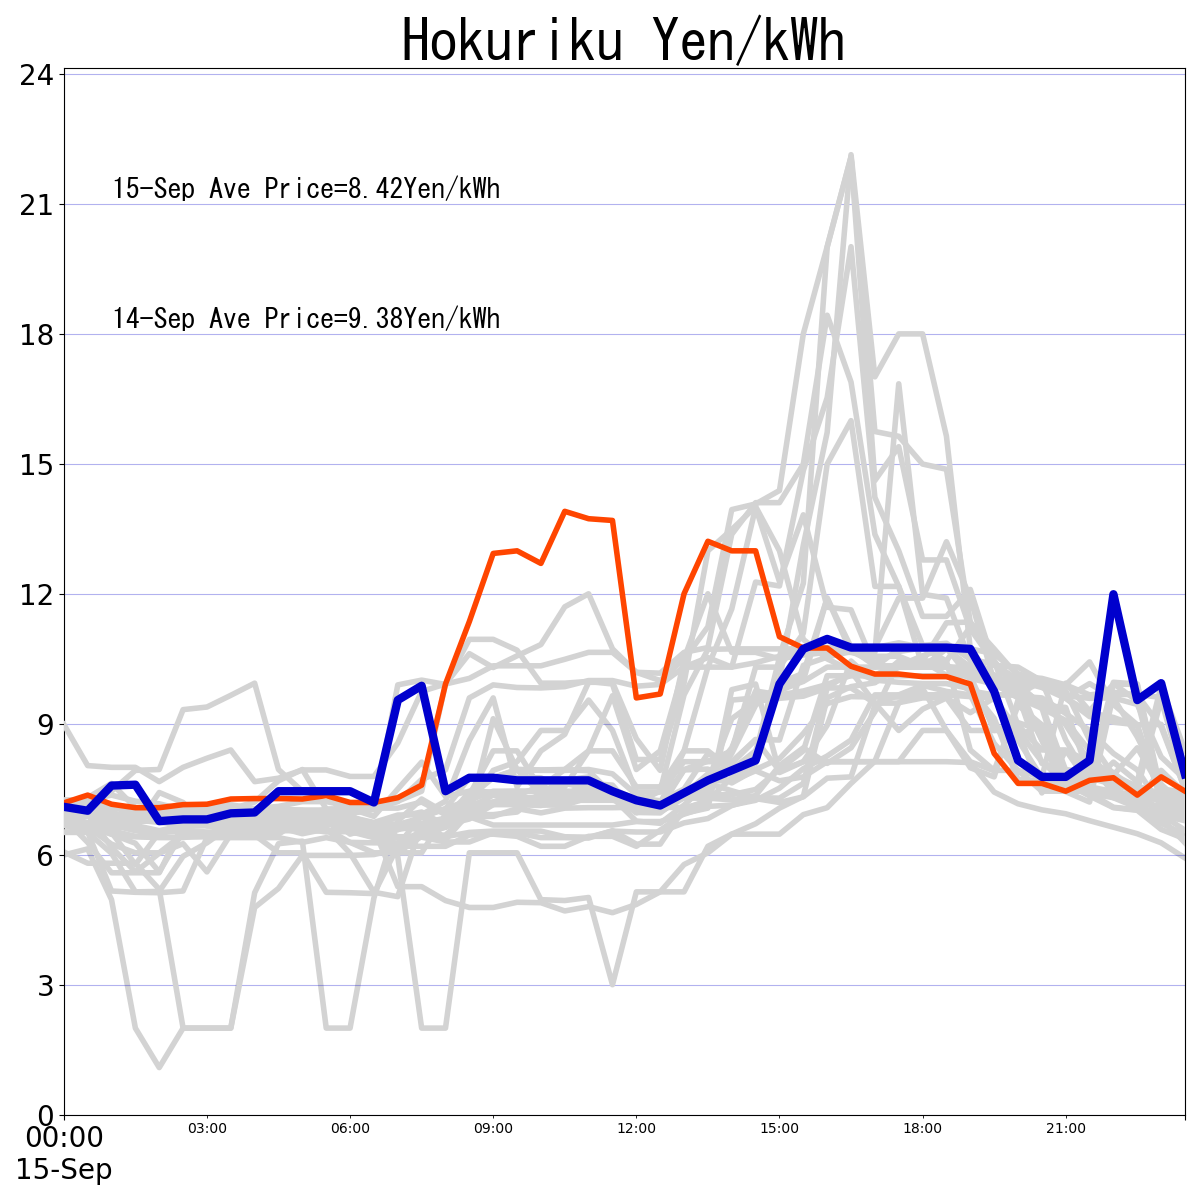 Hokuriku Yen/kWh
24
15-Sep Ave Price=8.42Yen/kWh
21
14-Sep Ave Price=9.38Yen/kWh
18
15
12
9
6
3
0
00:00 03:00 06:00 09:00 12:00 15:00 18:00 21:00
15-Sep